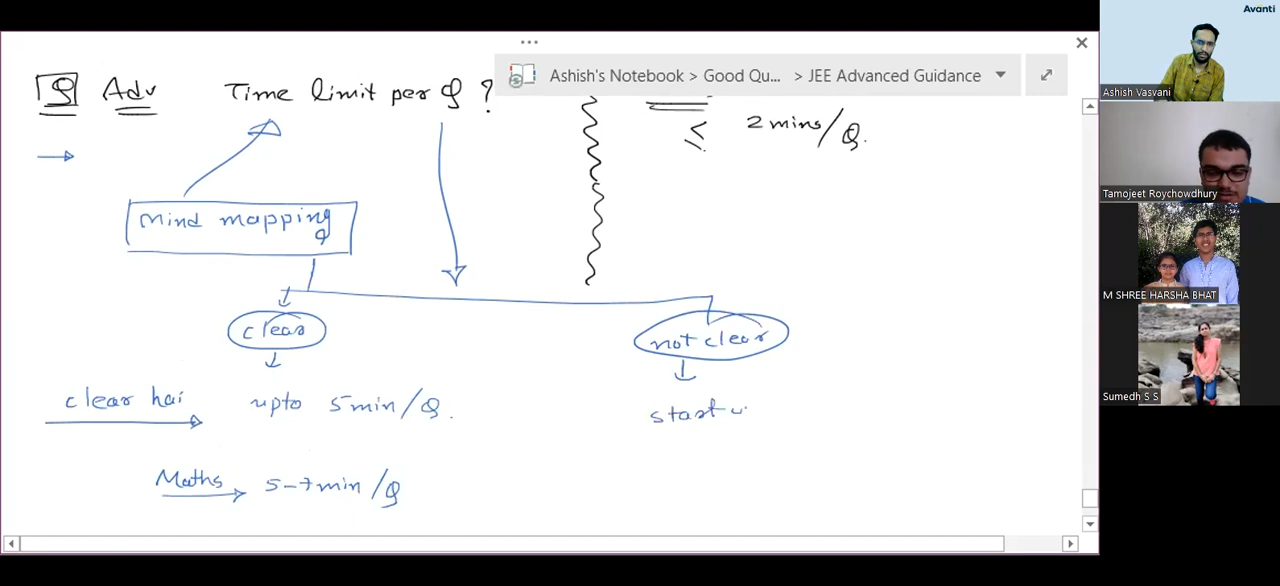 Avanti
Ashish's Notebook > Good Qu... > JEE Advanced Guidance
Q Adv Time limit per Q ?
< 2 mins/Q.
Mind mapping
Q
clear
not clear
clear hai upto 5min/Q.
start
Maths 5-7min/Q
Ashish Vasvani
Tamojeet Roychowdhury
M SHREE HARSHA BHAT
Sumedh S S